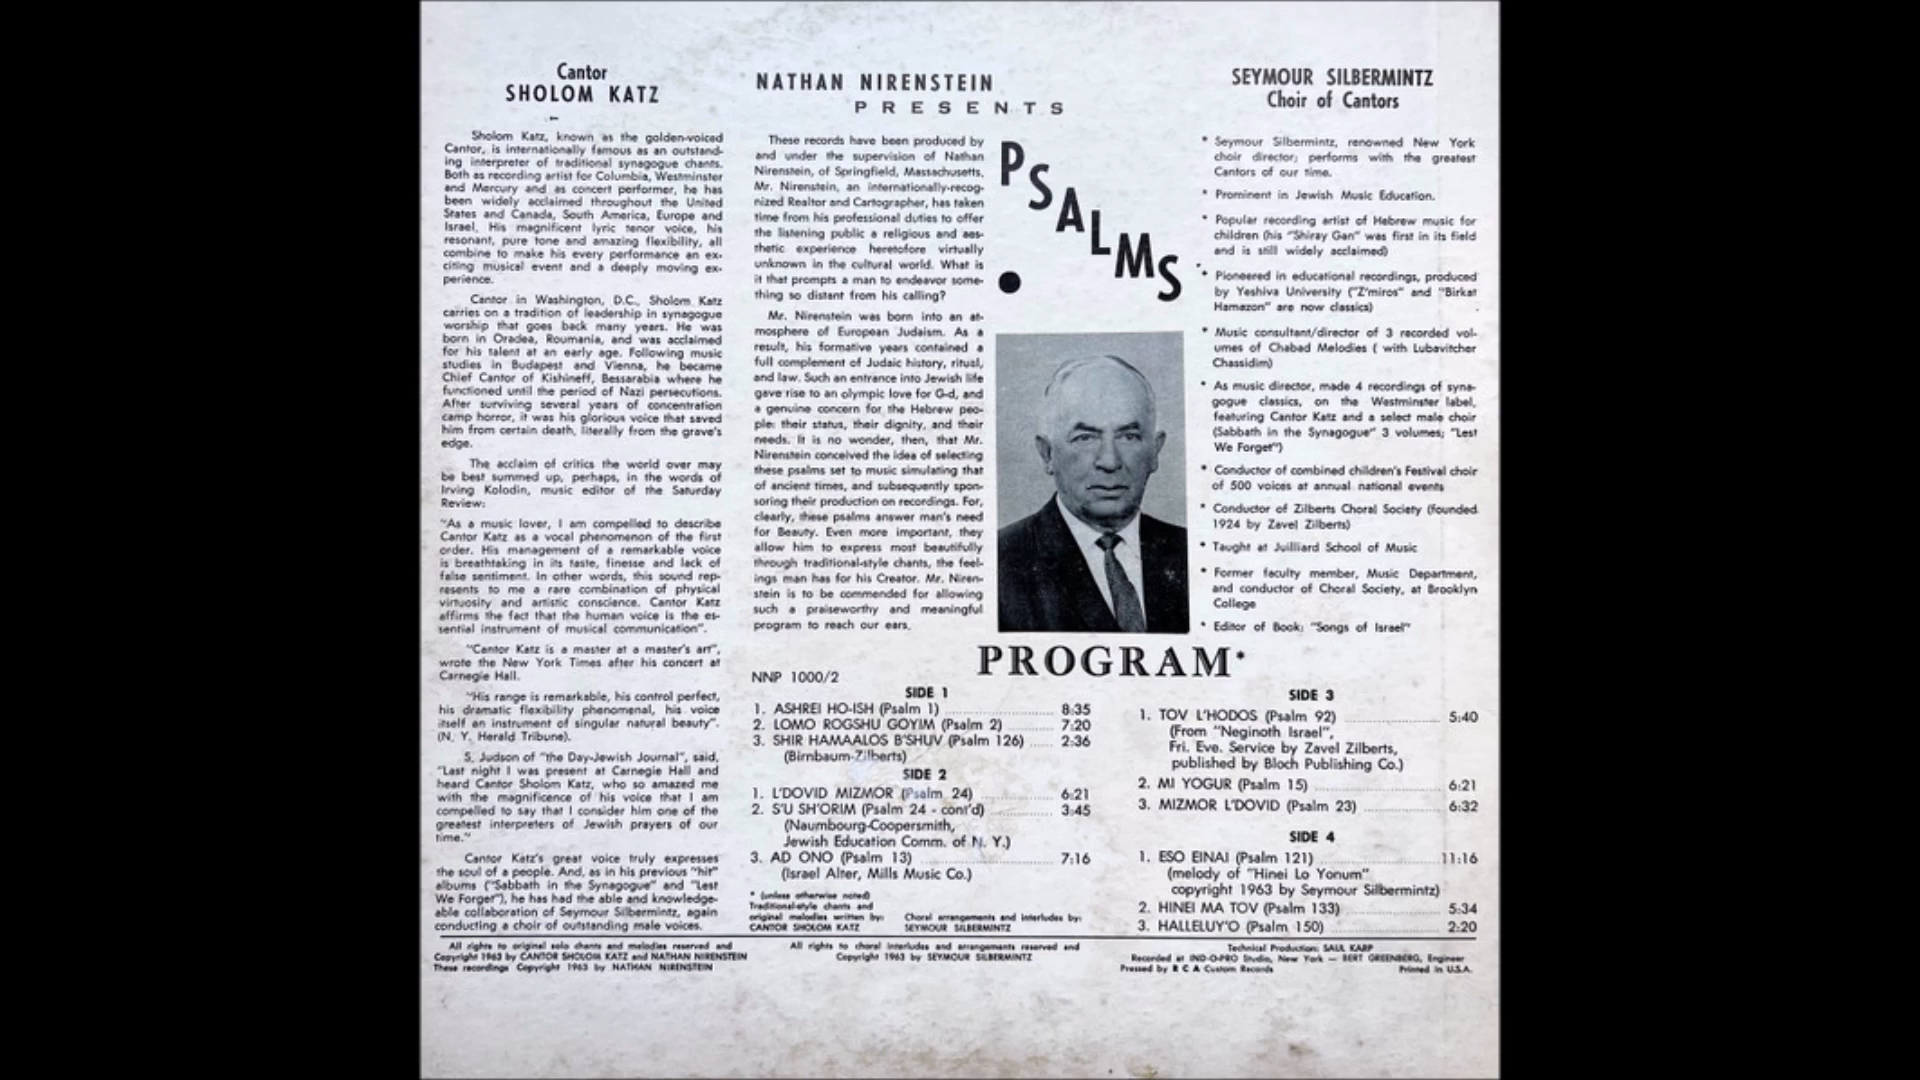 Cantor
SHOLOM KATZ
Sholom Katz, known as the golden-voiced
Cantor, is internationally famous as an outstand-
ing interpreter of traditional synagogue chants.
Both as recording artist for Columbia, Westminster
and Mercury and as concert performer, he has
been widely acclaimed throughout the United
States and Canada, South America, Europe and
Israel. His magnificent lyric tenor voice, his
resonant, pure tone and amazing flexibility, all
combine to make his every performance an ex-
citing musical event and a deeply moving ex-
perience.
Cantor in Washington, D.C., Sholom Katz
carries on a tradition of leadership in synagogue
worship that goes back many years. He was
born in Oradea, Roumania, and was acclaimed
for his talent at an early age. Following music
studies in Budapest and Vienna, he became
Chief Cantor of Kishineff, Bessarabia where he
functioned until the period of Nazi persecutions.
After surviving several years of concentration
camp horror, it was his glorious voice that saved
him from certain death, literally from the grave's
edge.
The acclaim of critics the world over may
be best summed up, perhaps, in the words of
Irving Kolodin, music editor of the Saturday
Review:
"As a music lover, I am compelled to describe
Cantor Katz as a vocal phenomenon of the first
order. His management of a remarkable voice
is breathtaking in its taste, finesse and lack of
false sentiment. In other words, this sound rep-
resents to me a rare combination of physical
virtuosity and artistic conscience. Cantor Katz
affirms the fact that the human voice is the es-
sential instrument of musical communication".
"Cantor Katz is a master at a master's art",
wrote the New York Times after his concert at
Carnegie Hall.
"His range is remarkable, his control perfect,
his dramatic flexibility phenomenal, his voice
itself an instrument of singular natural beauty".
(N. Y. Herald Tribune).
S. Judson of "the Day-Jewish Journal", said,
"Last night I was present at Carnegie Hall and
heard Cantor Sholom Katz, who so amazed me
with the magnificence of his voice that I am
compelled to say that I consider him one of the
greatest interpreters of Jewish prayers of our
time."
Cantor Katz's great voice truly expresses
the soul of a people. And, as in his previous "hit"
albums ("Sabbath in the Synagogue" and "Lest
We Forget"), he has had the able and knowledge-
able collaboration of Seymour Silbermintz, again
conducting a choir of outstanding male voices.
NATHAN NIRENSTEIN
PRESENTS
PSALMS
These records have been produced by
and under the supervision of Nathan
Nirenstein, of Springfield, Massachusetts.
Mr. Nirenstein, an internationally-recog-
nized Realtor and Cartographer, has taken
time from his professional duties to offer
the listening public a religious and aes-
thetic experience heretofore virtually
unknown in the cultural world. What is
it that prompts a man to endeavor some-
thing so distant from his calling?
Mr. Nirenstein was born into an at-
mosphere of European Judaism. As a
result, his formative years contained a
full complement of Judaic history, ritual,
and law. Such an entrance into Jewish life
gave rise to an olympic love for G-d, and
a genuine concern for the Hebrew peo-
ple: their status, their dignity, and their
needs. It is no wonder, then, that Mr.
Nirenstein conceived the idea of selecting
these psalms set to music simulating that
of ancient times, and subsequently spon-
soring their production on recordings. For,
clearly, these psalms answer man's need
for Beauty. Even more important, they
allow him to express most beautifully
through traditional-style chants, the feel-
ings man has for his Creator. Mr. Niren-
stein is to be commended for allowing
such a praiseworthy and meaningful
program to reach our ears.
SEYMOUR SILBERMINTZ
Choir of Cantors
* Seymour Silbermintz, renowned New York
choir director; performs with the greatest
Cantors of our time.
* Prominent in Jewish Music Education.
* Popular recording artist of Hebrew music for
children (his "Shiray Gan" was first in its field
and is still widely acclaimed)
* Pioneered in educational recordings, produced
by Yeshiva University ("Z'miros" and "Birkat
Hamazon" are now classics)
* Music consultant/director of 3 recorded vol-
umes of Chabad Melodies ( with Lubavitcher
Chassidim)
* As music director, made 4 recordings of syna-
gogue classics, on the Westminster label,
featuring Cantor Katz and a select male choir
(Sabbath in the Synagogue" 3 volumes; "Lest
We Forget")
* Conductor of combined children's Festival choir
of 500 voices at annual national events
* Conductor of Zilberts Choral Society (founded
1924 by Zavel Zilberts)
* Taught at Juilliard School of Music
* Former faculty member, Music Department,
and conductor of Choral Society, at Brooklyn
College
* Editor of Book: "Songs of Israel"
PROGRAM*
NNP 1000/2
SIDE 1
1. ASHREI HO-ISH (Psalm 1) 8:35
2. LOMO ROGSHU GOYIM (Psalm 2) 7:20
3. SHIR HAMAALOS B'SHUV (Psalm 126) 2:36
(Birnbaum-Zilberts)
SIDE 2
1. L'DOVID MIZMOR (Psalm 24) 6:21
2. S'U SH'ORIM (Psalm 24 - cont'd) 3:45
(Naumbourg-Coopersmith,
Jewish Education Comm. of N. Y.)
3. AD ONO (Psalm 13) 7:16
(Israel Alter, Mills Music Co.)
* (unless otherwise noted)
Traditional-style chants and
original melodies written by:
CANTOR SHOLOM KATZ
Choral arrangements and interludes by:
SEYMOUR SILBERMINTZ
SIDE 3
1. TOV L'HODOS (Psalm 92) 5:40
(From "Neginoth Israel",
Fri. Eve. Service by Zavel Zilberts,
published by Bloch Publishing Co.)
2. MI YOGUR (Psalm 15) 6:21
3. MIZMOR L'DOVID (Psalm 23) 6:32
SIDE 4
1. ESO EINAI (Psalm 121) 11:16
(melody of "Hinei Lo Yonum"
copyright 1963 by Seymour Silbermintz)
2. HINEI MA TOV (Psalm 133) 5:34
3. HALLELUY'O (Psalm 150) 2:20
All rights to original solo chants and melodies reserved and
Copyright 1963 by CANTOR SHOLOM KATZ and NATHAN NIRENSTEIN
These recordings Copyright 1963 by NATHAN NIRENSTEIN
All rights to choral interludes and arrangements reserved and
Copyright 1963 by SEYMOUR SILBERMINTZ
Technical Production: SAUL KARP
Recorded at IND-O-PRO Studio, New York — BERT GREENBERG, Engineer
Pressed by R C A Custom Records Printed in U.S.A.